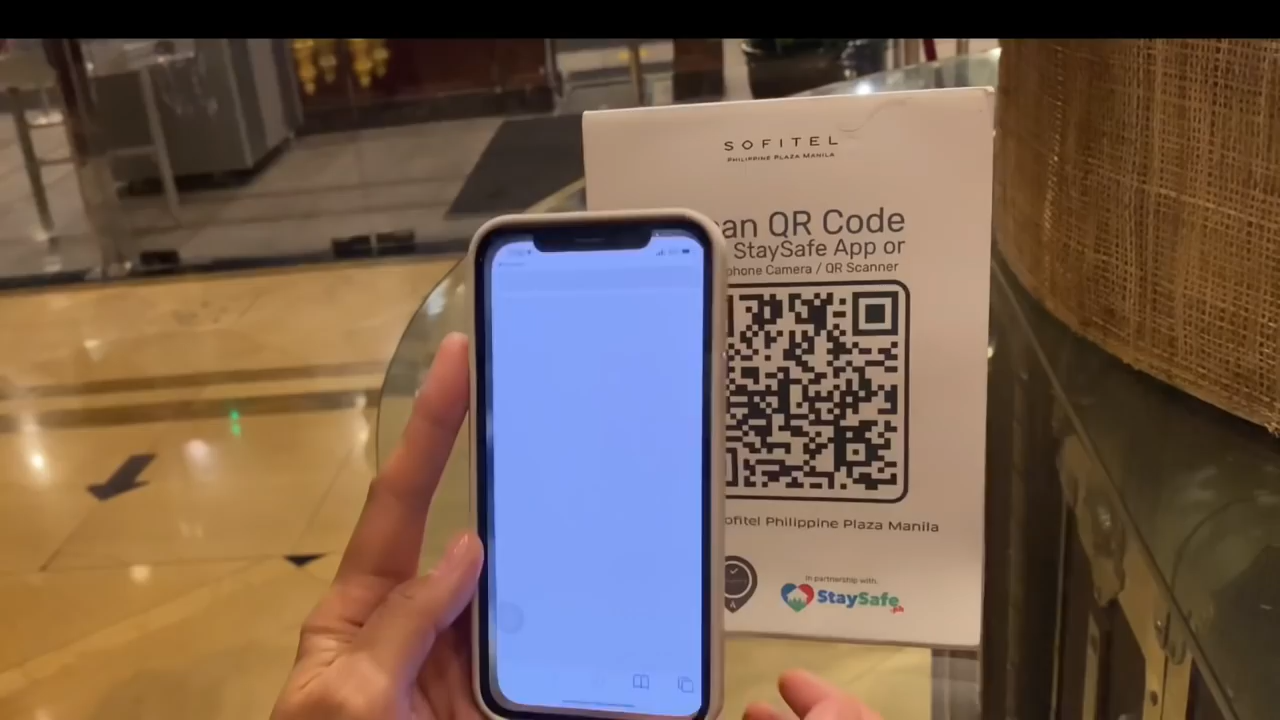 SOFITEL
PHILIPPINE PLAZA MANILA
an QR Code
StaySafe App or
phone Camera / QR Scanner
ofitel Philippine Plaza Manila
In partnership with:
StaySafe.ph
A